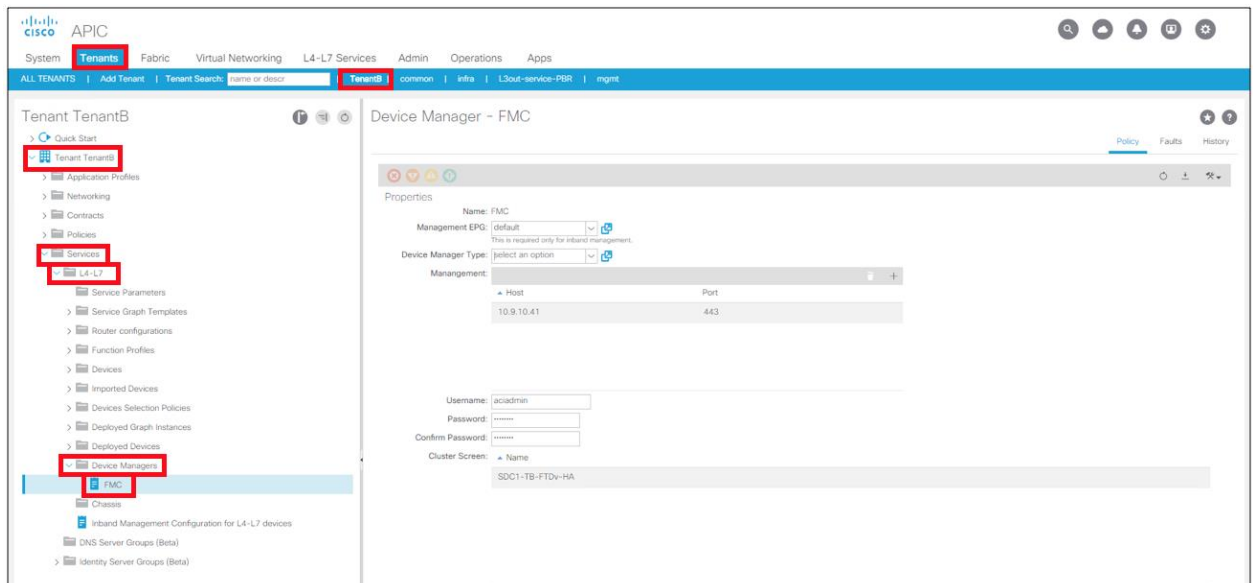 CISCO APIC
System Tenants Fabric Virtual Networking L4-L7 Services Admin Operations Apps
ALL TENANTS | Add Tenant | Tenant Search: name or descr | TenantB | common | infra | L3out-service-PBR | mgmt
Tenant TenantB
Quick Start
Tenant TenantB
Application Profiles
Networking
Contracts
Policies
Services
L4-L7
Service Parameters
Service Graph Templates
Router configurations
Function Profiles
Devices
Imported Devices
Devices Selection Policies
Deployed Graph Instances
Deployed Devices
Device Managers
FMC
Chassis
Inband Management Configuration for L4-L7 devices
DNS Server Groups (Beta)
Identity Server Groups (Beta)
Device Manager - FMC
Policy Faults History
Properties
Name: FMC
Management EPG: default
This is required only for inband management.
Device Manager Type: select an option
Manangement:
Host Port
10.9.10.41 443
Username: aciadmin
Password: ········
Confirm Password: ········
Cluster Screen: Name
SDC1-TB-FTDv-HA